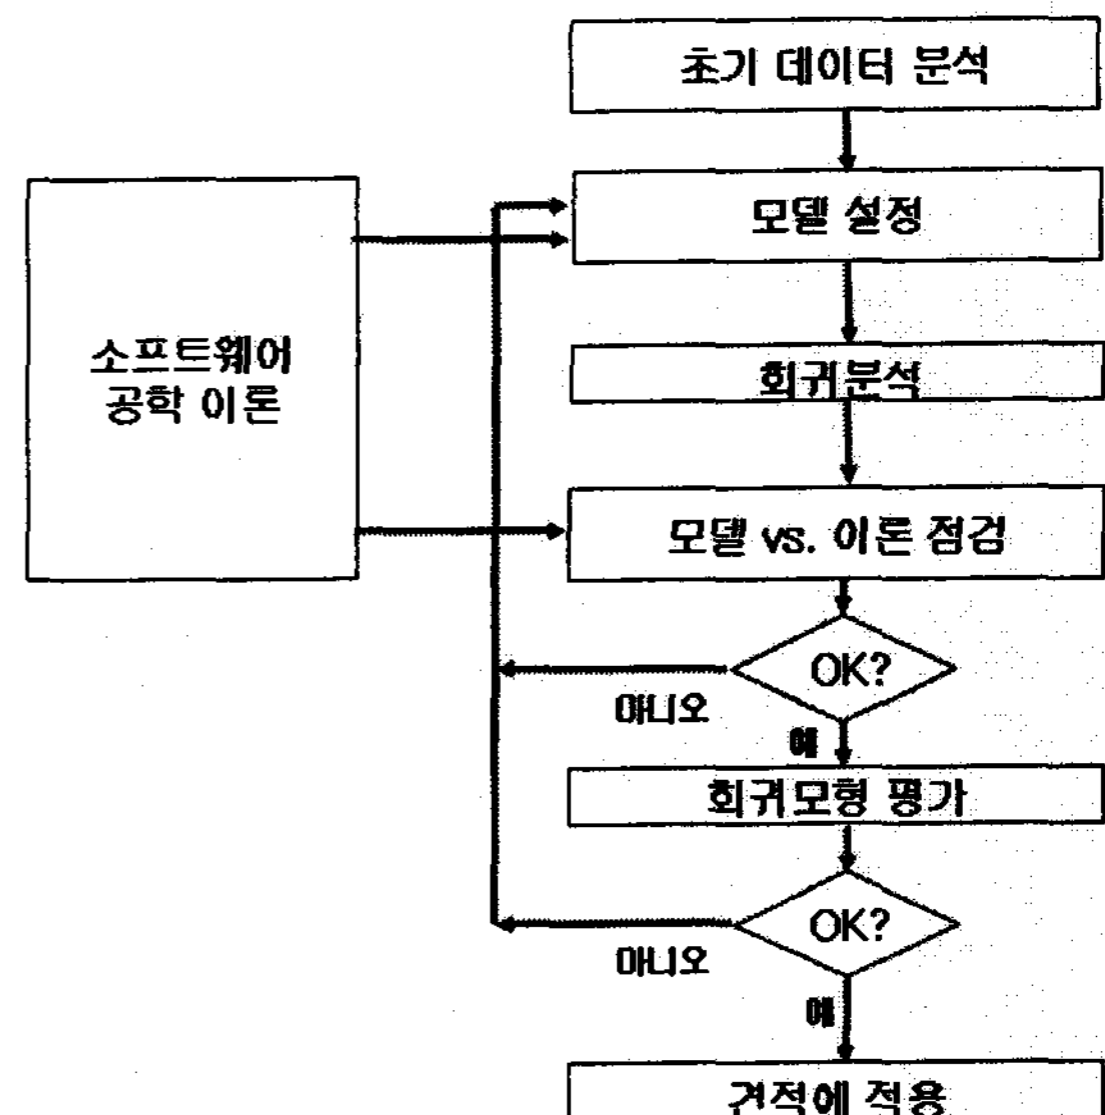 초기 데이터 분석
모델 설정
소프트웨어
공학 이론
회귀분석
모델 vs. 이론 점검
OK?
아니오
예
회귀모형 평가
OK?
아니오
예
견적에 적용